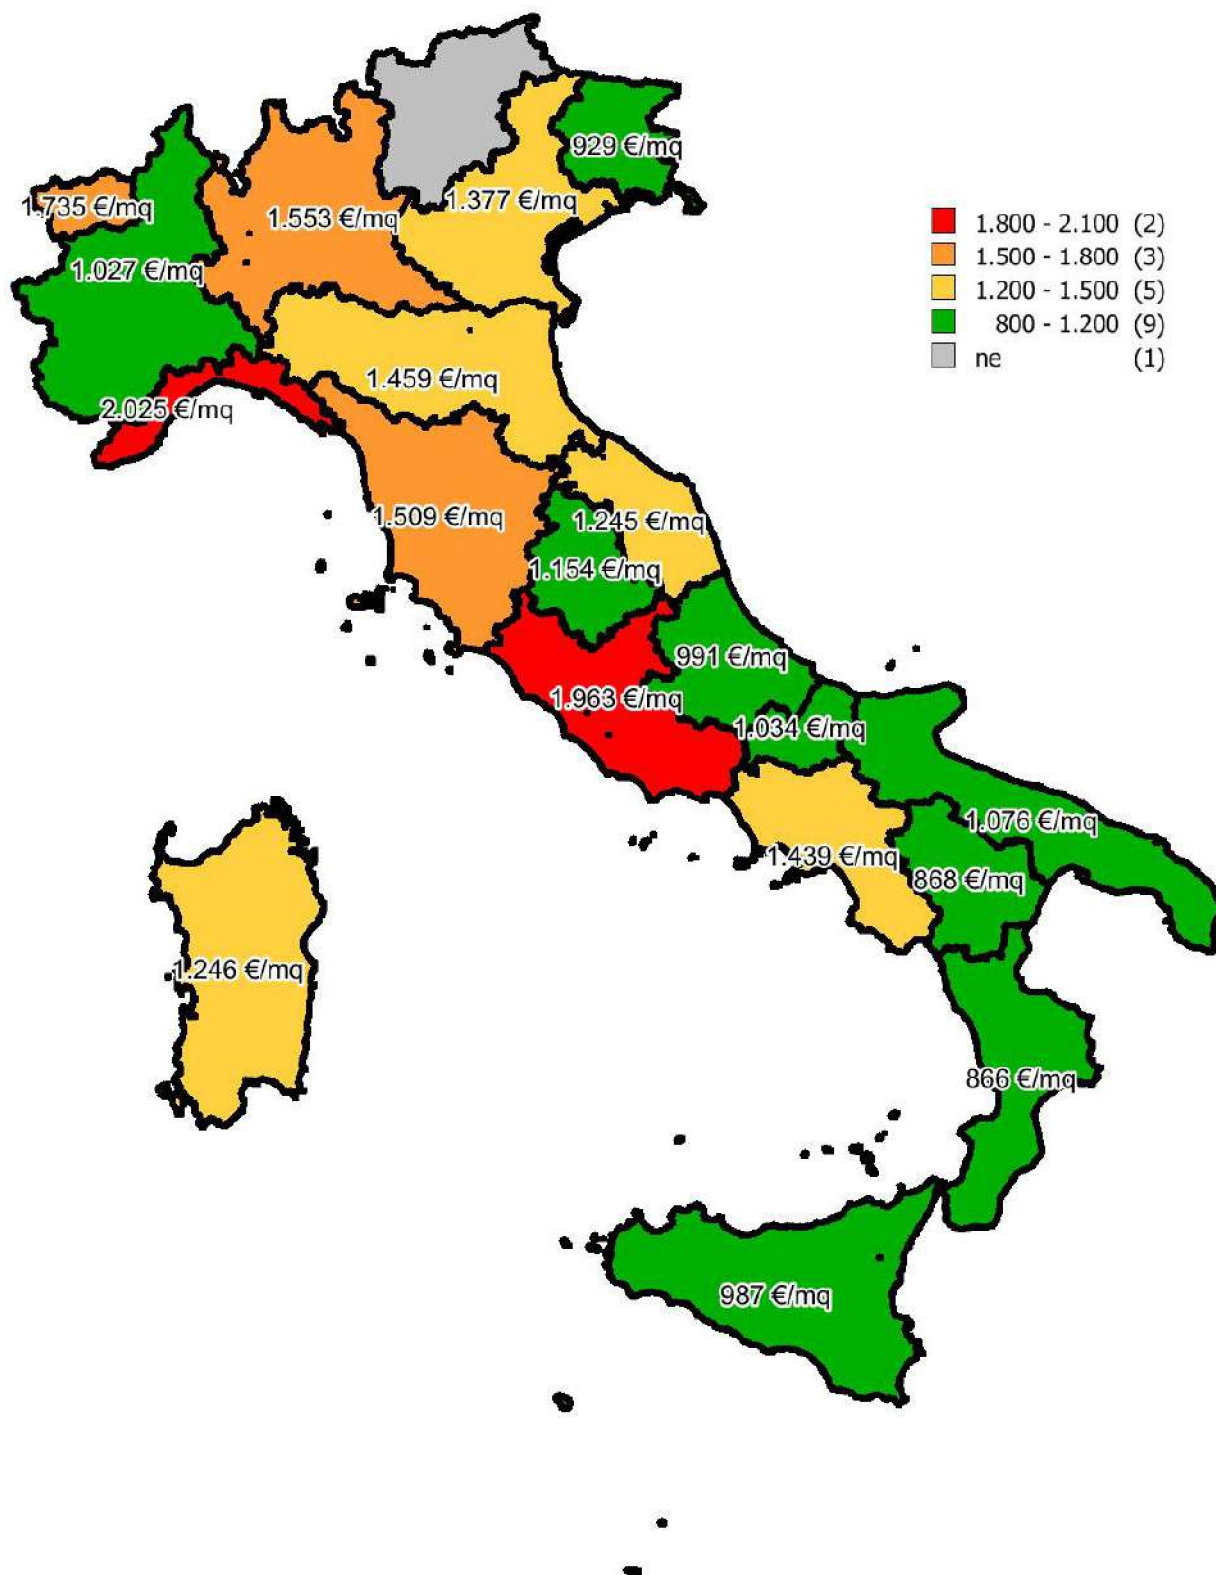 929 €/mq
1.377 €/mq
1.735 €/mq
1.553 €/mq
1.027 €/mq
1.459 €/mq
2.025 €/mq
1.509 €/mq
1.245 €/mq
1.154 €/mq
991 €/mq
1.963 €/mq
1.034 €/mq
1.076 €/mq
1.439 €/mq
868 €/mq
1.246 €/mq
866 €/mq
987 €/mq
1.800 - 2.100 (2)
1.500 - 1.800 (3)
1.200 - 1.500 (5)
800 - 1.200 (9)
ne (1)